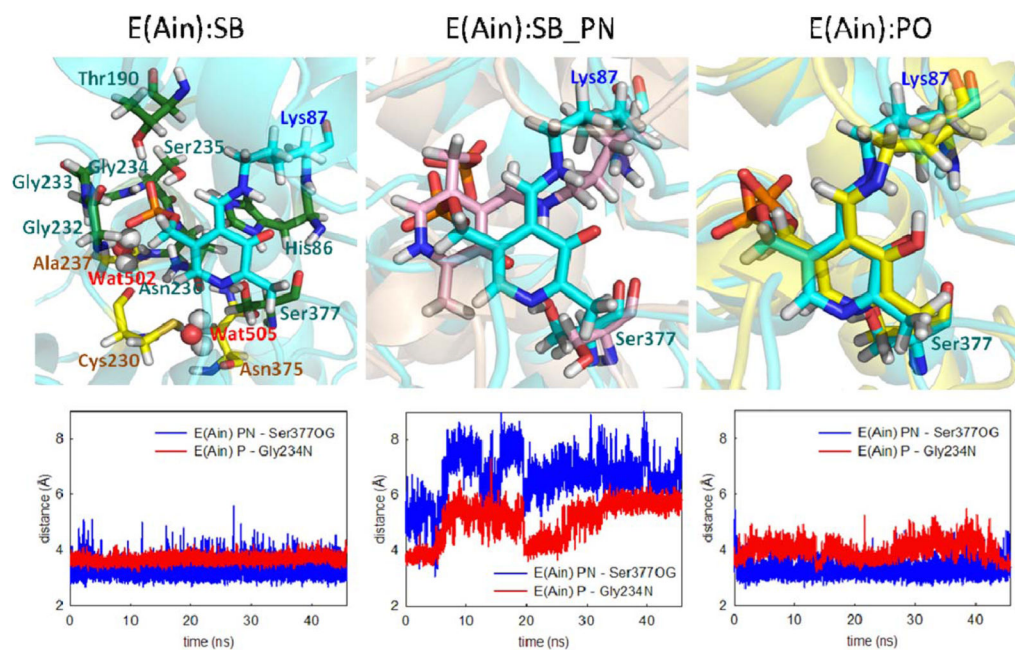 E(Ain):SB
E(Ain):SB_PN
E(Ain):PO
Thr190
Lys87
Ser235
Gly234
Gly233
Gly232
His86
Ala237
Wat502
Asn236
Ser377
Wat505
Cys230
Asn375
Lys87
Ser377
Lys87
Ser377
distance (Å)
8
6
4
2
E(Ain) PN - Ser377OG
E(Ain) P - Gly234N
0 10 20 30 40
time (ns)
distance (Å)
8
6
4
2
E(Ain) PN - Ser377OG
E(Ain) P - Gly234N
0 10 20 30 40
time (ns)
distance (Å)
8
6
4
2
E(Ain) PN - Ser377OG
E(Ain) P - Gly234N
0 10 20 30 40
time (ns)